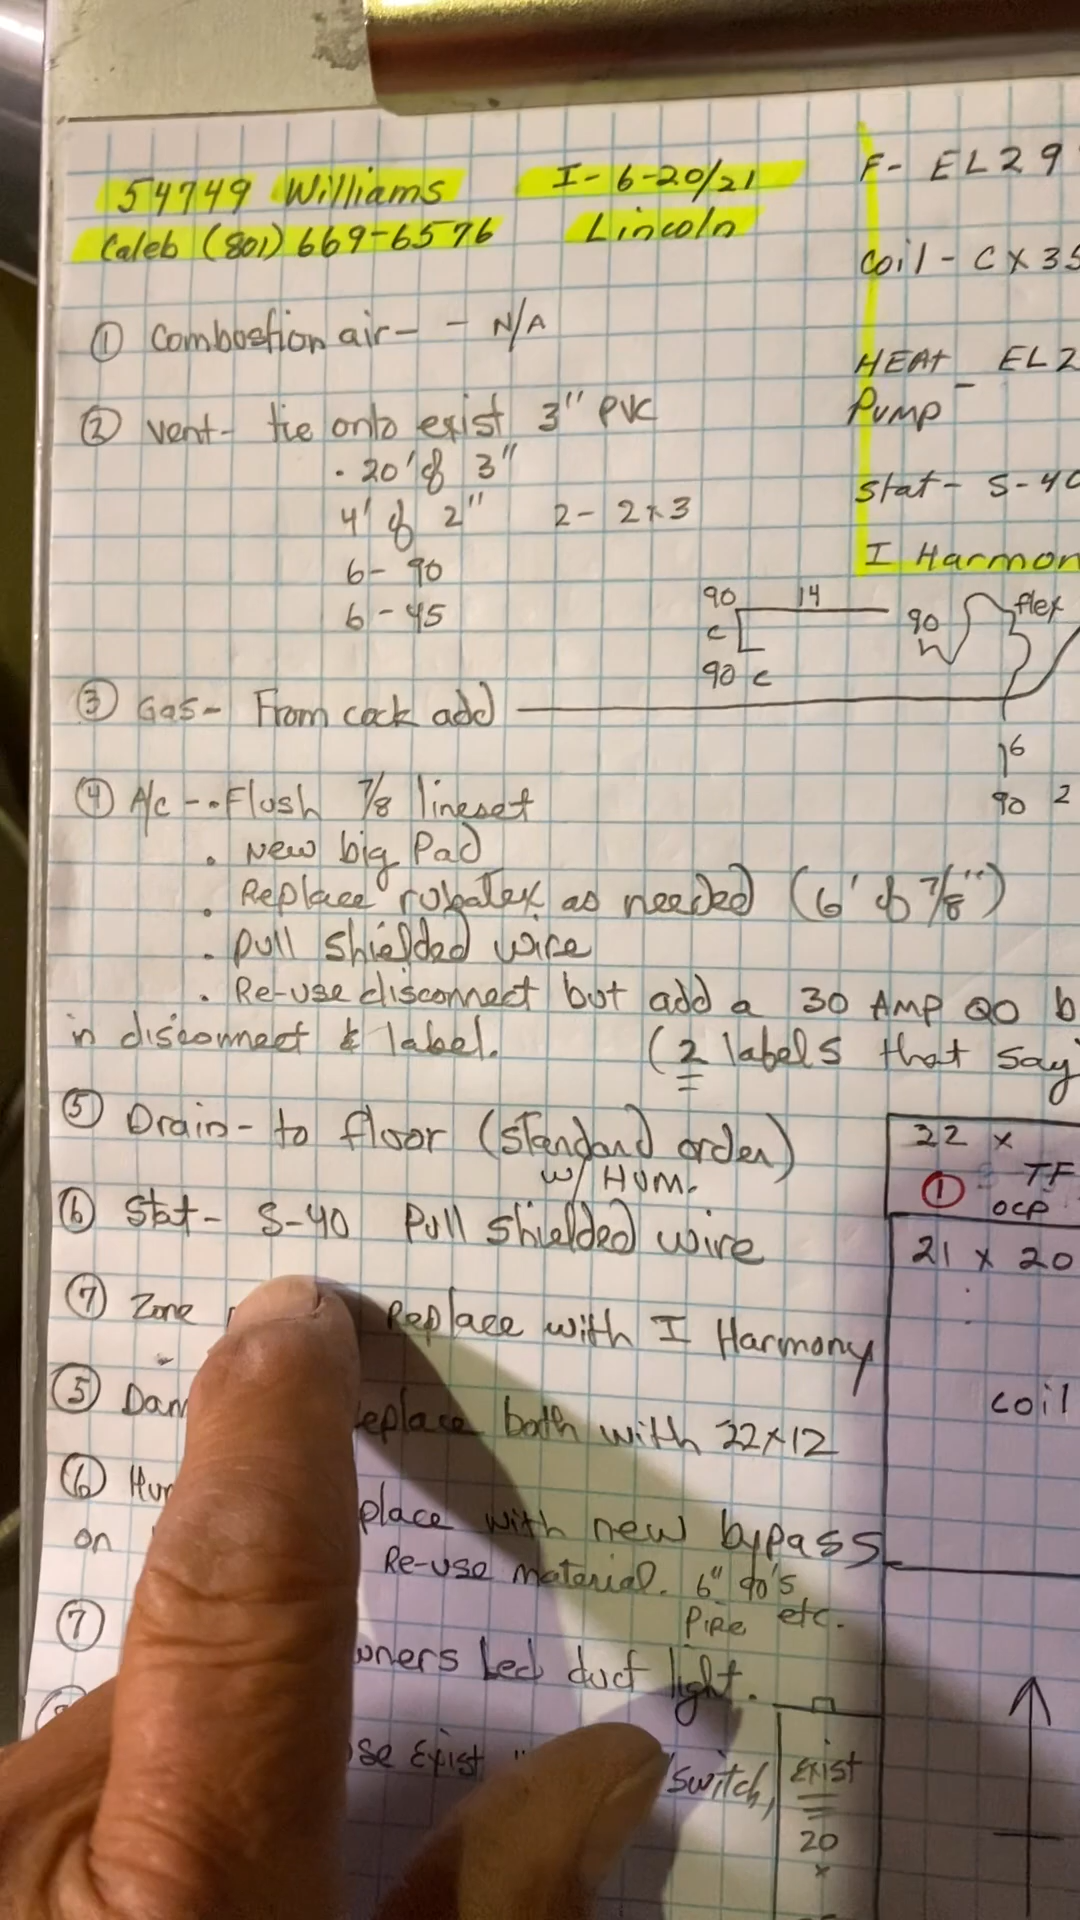 54749 Williams I- 6-20/21
Caleb (801) 669-6576 Lincoln
F- EL29
Coil - CX35
HEAt Pump - EL2
Stat- S-40
I Harmon
① Combostion air- - N/A
② Vent- tie onto exist 3" PVC
• 20' of 3"
4' of 2" 2- 2x3
6- 90
6-45
90 14
c
90 c
90
flex
③ Gas- From cock add
16
90 2
④ A/c - • Flush 7/8 lineset
• New big Pad
• Replace robatex as needed (6' of 7/8")
• Pull shielded wire
• Re-use disconnect but add a 30 Amp QO b
in disconnect & label. (2 labels that say
⑤ Drain- to floor (Standard order)
w/ HUM.
⑥ Stat- S-40 Pull shielded wire
⑦ Zone Replace with I Harmony
⑤ Dam eplace both with 22x12
⑥ Hum place with new bypass
on Re-use material. 6" 90's
Pipe etc.
⑦ wners bed duct light.
se Exist switch,
22 x
① TF
OCP
21 x 20
coil
Exist
20
x